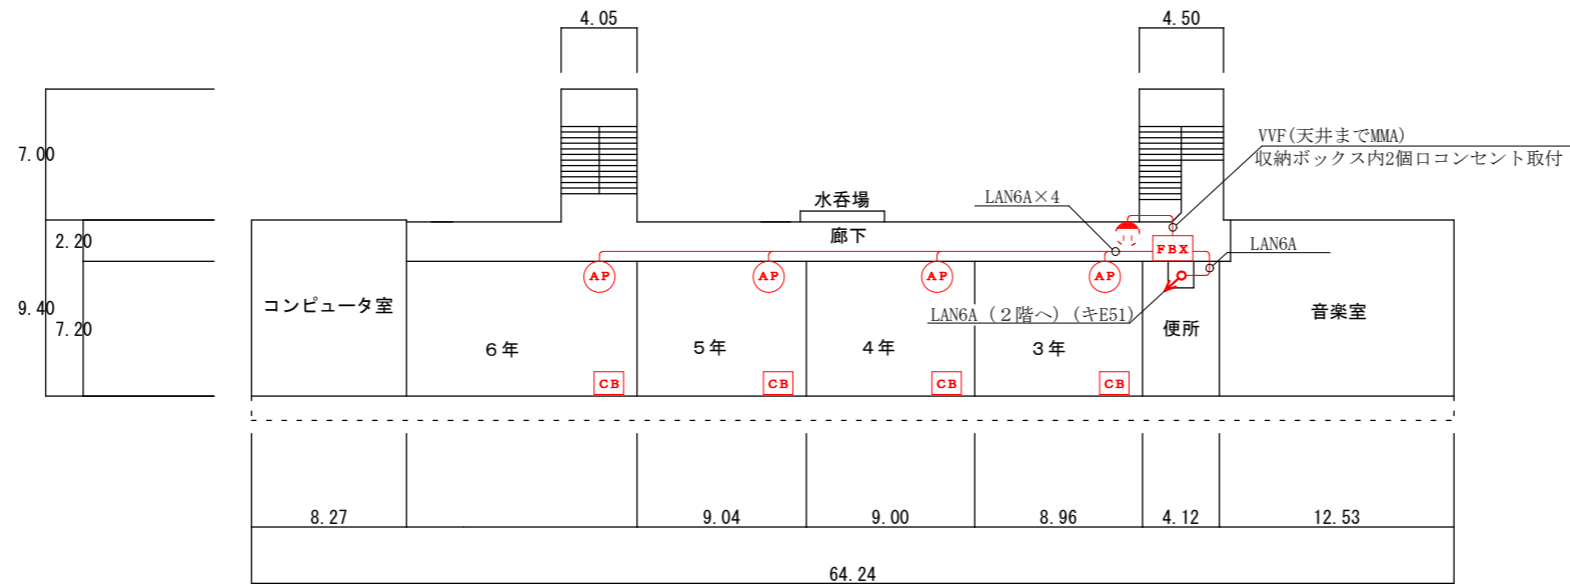 4.05
4.50
7.00
VVF(天井までMMA)
収納ボックス内2個口コンセント取付
水呑場
LAN6A×4
2.20
廊下
FBX
LAN6A
AP
AP
AP
AP
9.40
7.20
コンピュータ室
LAN6A（２階へ）(キE51)
音楽室
６年
５年
４年
３年
便所
CB
CB
CB
CB
8.27
9.04
9.00
8.96
4.12
12.53
64.24